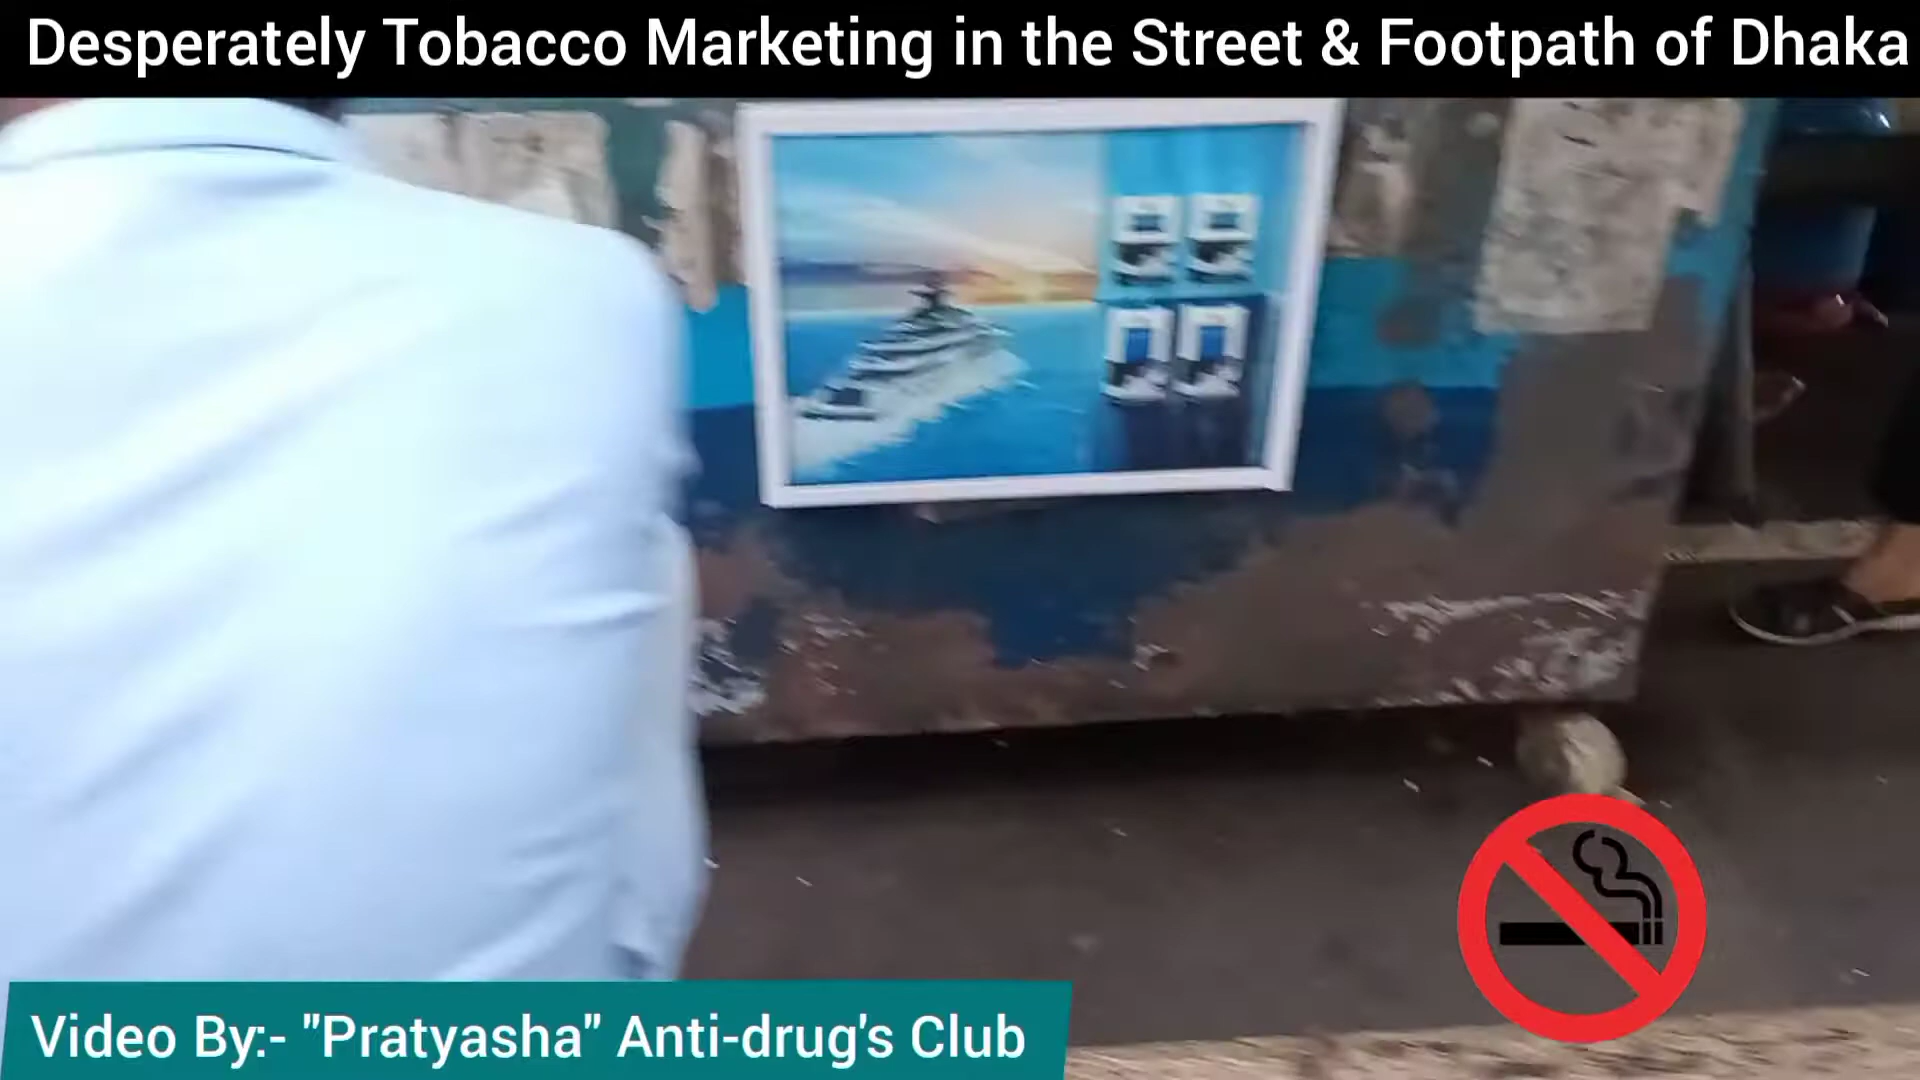 Desperately Tobacco Marketing in the Street & Footpath of Dhaka
Video By:- "Pratyasha" Anti-drug's Club